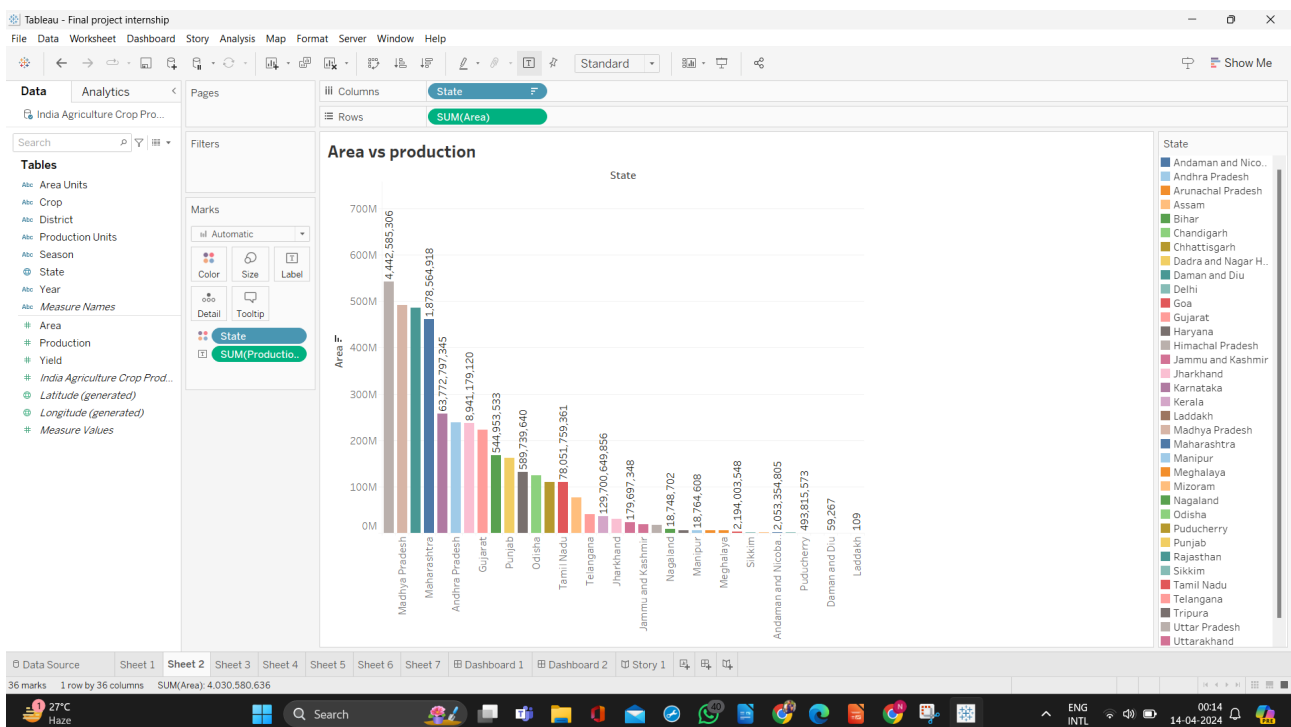 Tableau - Final project internship
File Data Worksheet Dashboard Story Analysis Map Format Server Window Help
Standard
Show Me
Data Analytics
India Agriculture Crop Pro...
Search
Tables
Abc Area Units
Abc Crop
Abc District
Abc Production Units
Abc Season
State
Abc Year
Abc Measure Names
# Area
# Production
# Yield
# India Agriculture Crop Prod...
Latitude (generated)
Longitude (generated)
# Measure Values
Pages
Filters
Marks
Automatic
Color Size Label
Detail Tooltip
State
SUM(Productio..
Columns State
Rows SUM(Area)
Area vs production
State
Area
700M
600M
500M
400M
300M
200M
100M
0M
4,442,585,306
1,878,564,918
63,772,797,345
8,941,179,120
544,953,533
589,739,640
78,051,759,361
129,700,649,856
179,697,348
18,748,702
18,764,608
2,194,003,548
2,053,354,805
493,815,573
59,267
109
Madhya Pradesh
Maharashtra
Andhra Pradesh
Gujarat
Punjab
Odisha
Tamil Nadu
Telangana
Jharkhand
Jammu and Kashmir
Nagaland
Manipur
Meghalaya
Sikkim
Andaman and Nicoba..
Puducherry
Daman and Diu
Laddakh
State
Andaman and Nico..
Andhra Pradesh
Arunachal Pradesh
Assam
Bihar
Chandigarh
Chhattisgarh
Dadra and Nagar H..
Daman and Diu
Delhi
Goa
Gujarat
Haryana
Himachal Pradesh
Jammu and Kashmir
Jharkhand
Karnataka
Kerala
Laddakh
Madhya Pradesh
Maharashtra
Manipur
Meghalaya
Mizoram
Nagaland
Odisha
Puducherry
Punjab
Rajasthan
Sikkim
Tamil Nadu
Telangana
Tripura
Uttar Pradesh
Uttarakhand
Data Source Sheet 1 Sheet 2 Sheet 3 Sheet 4 Sheet 5 Sheet 6 Sheet 7 Dashboard 1 Dashboard 2 Story 1
36 marks 1 row by 36 columns SUM(Area): 4,030,580,636
1
27°C
Haze
Search
40
N
PRE
ENG
INTL
00:14
14-04-2024